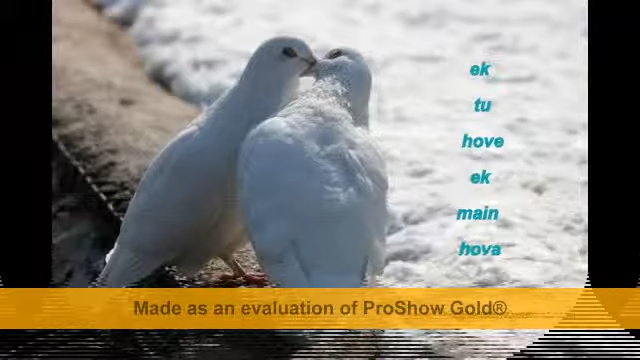 ek
tu
hove
ek
main
hova
Made as an evaluation of ProShow Gold®